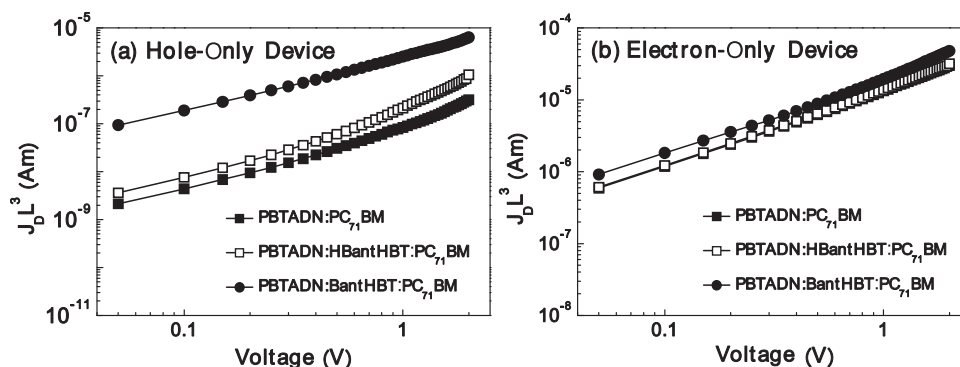 (a) Hole-Only Device
10⁻⁵
10⁻⁷
10⁻⁹
10⁻¹¹
J_D L³ (Am)
PBTADN:PC₇₁BM
PBTADN:HBantHBT:PC₇₁BM
PBTADN:BantHBT:PC₇₁BM
0.1
1
Voltage (V)
(b) Electron-Only Device
10⁻⁴
10⁻⁵
10⁻⁶
10⁻⁷
10⁻⁸
J_D L³ (Am)
PBTADN:PC₇₁BM
PBTADN:HBantHBT:PC₇₁BM
PBTADN:BantHBT:PC₇₁BM
0.1
1
Voltage (V)